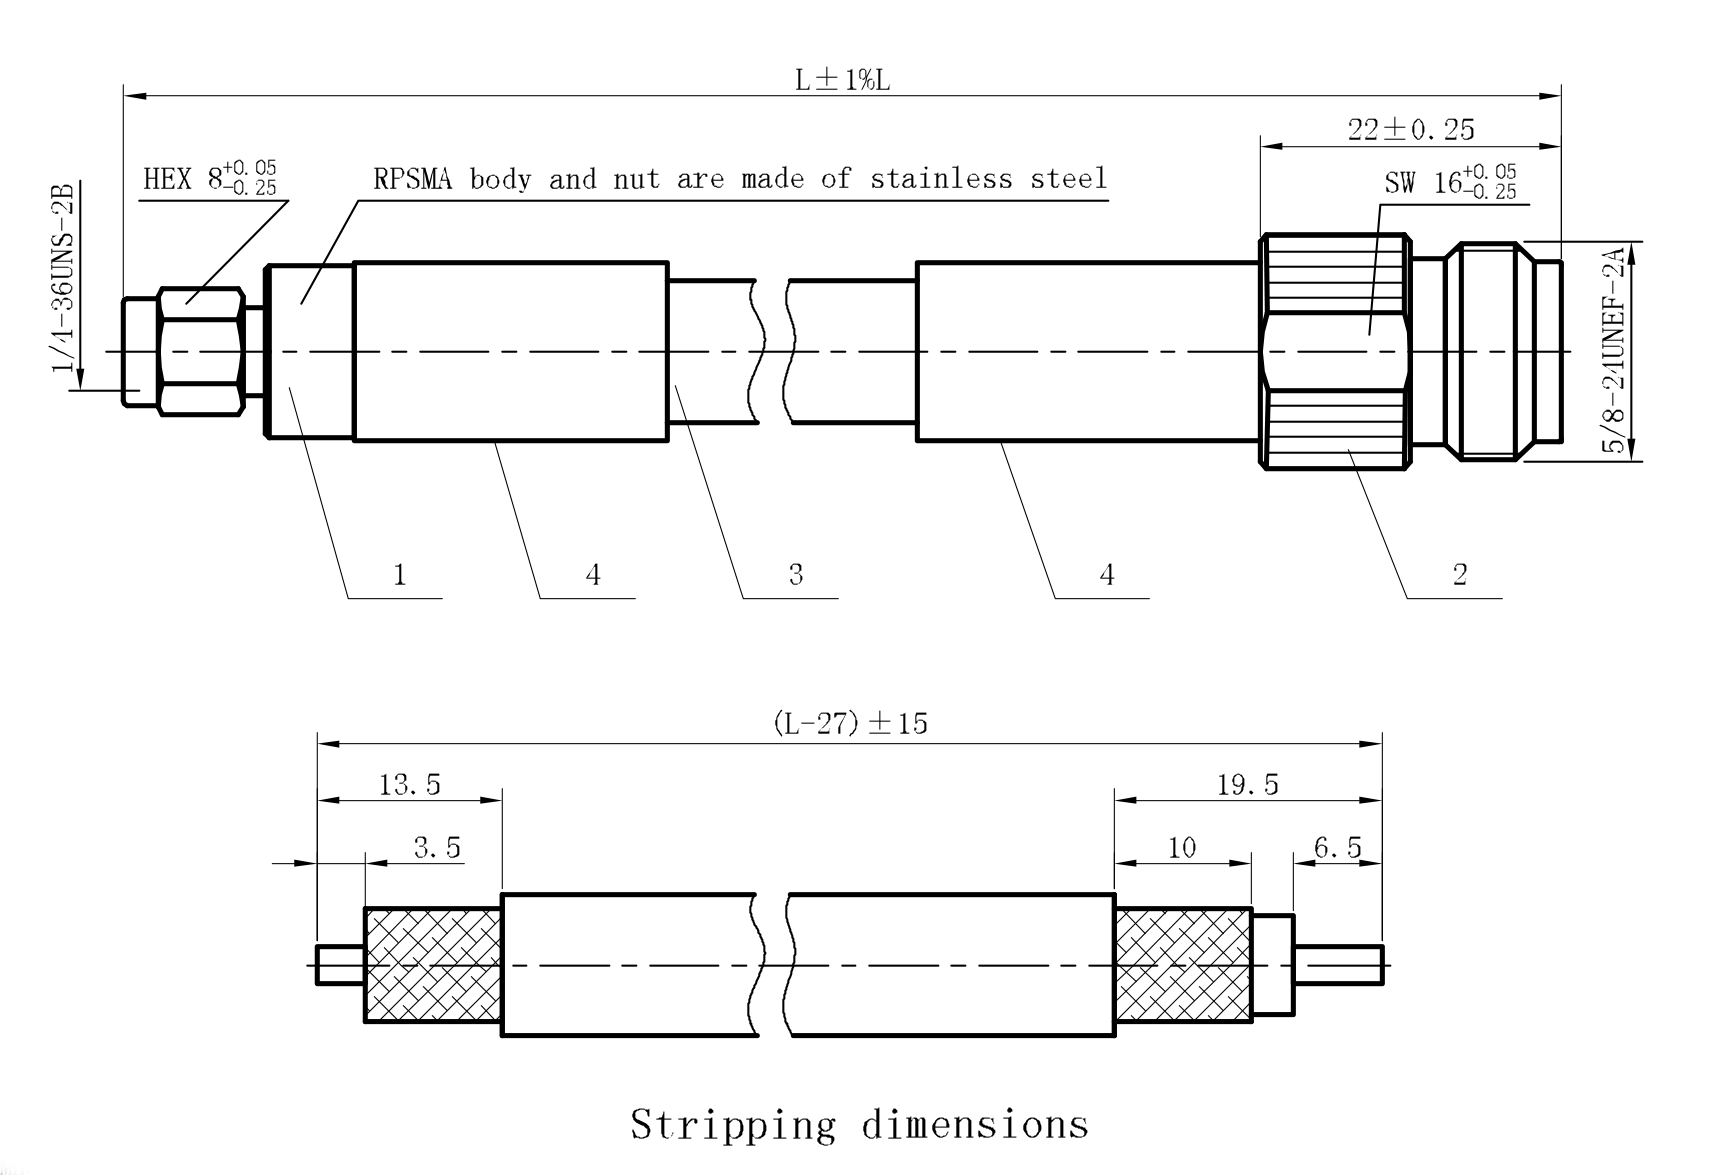 L±1%L
22±0.25
HEX 8+0.05-0.25
RPSMA body and nut are made of stainless steel
SW 16+0.05-0.25
1/4-36UNS-2B
5/8-24UNEF-2A
1
4
3
4
2
(L-27)±15
13.5
19.5
3.5
10
6.5
Stripping dimensions